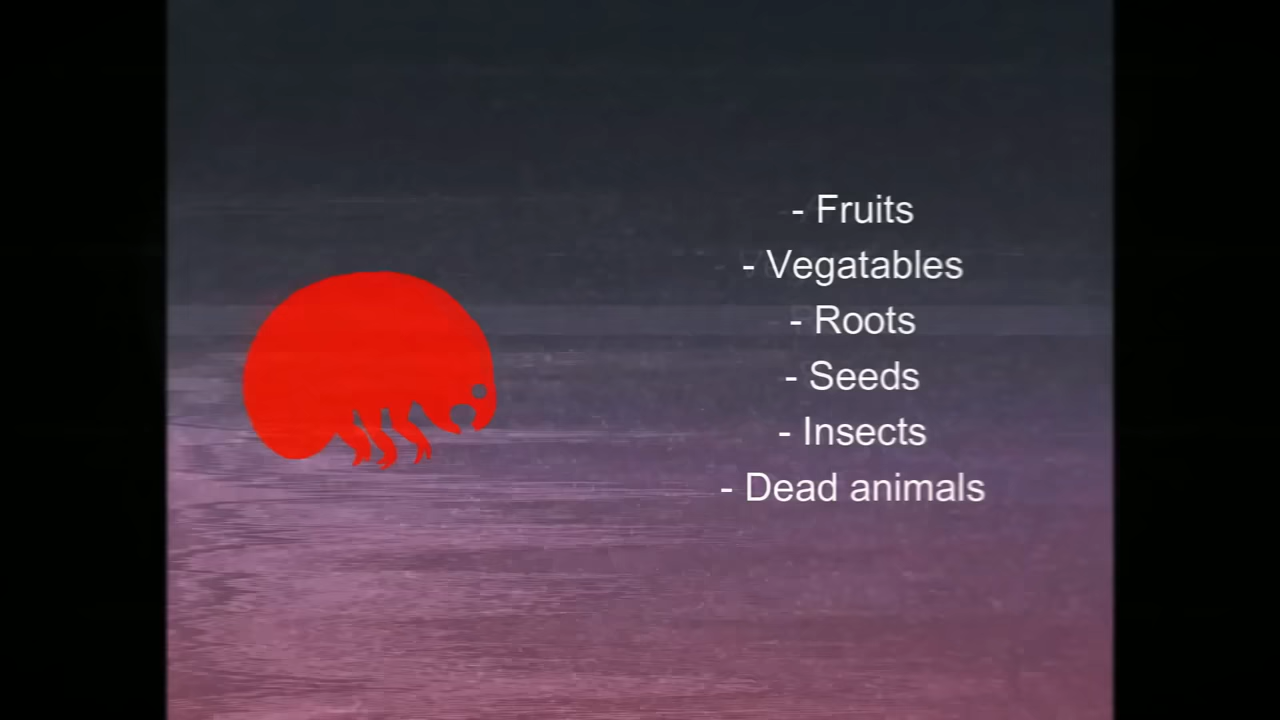 - Fruits
- Vegatables
- Roots
- Seeds
- Insects
- Dead animals